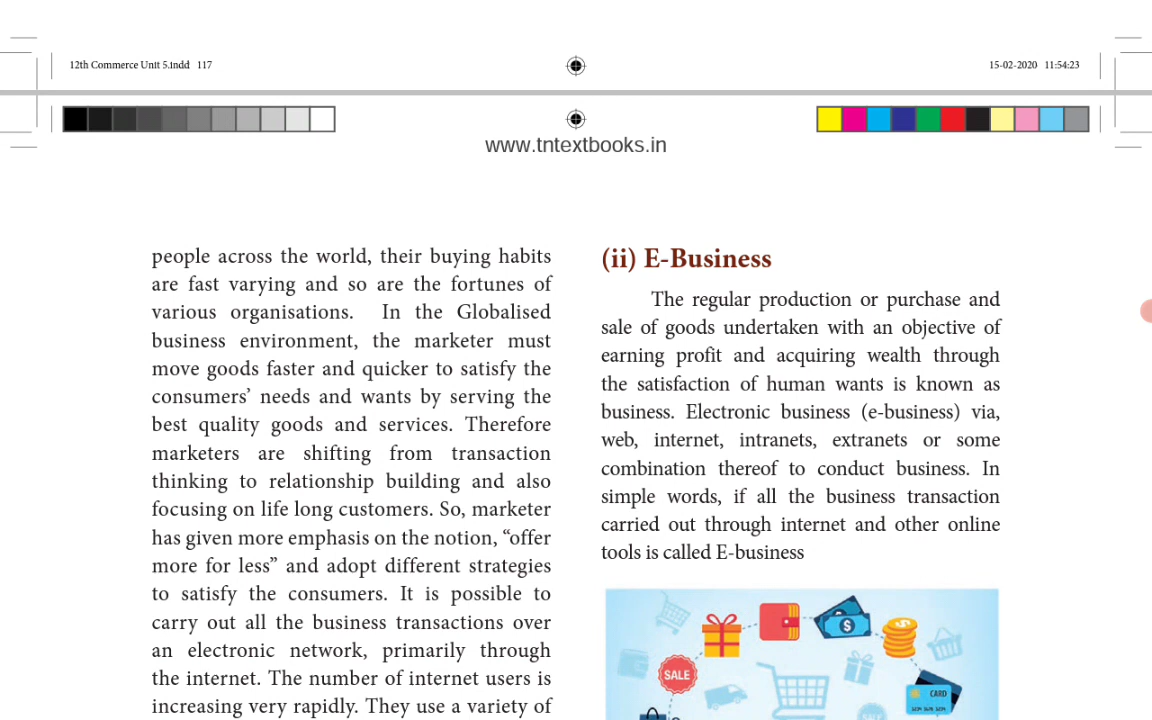 12th Commerce Unit 5.indd 117
15-02-2020 11:54:23
www.tntextbooks.in
people across the world, their buying habits
are fast varying and so are the fortunes of
various organisations. In the Globalised
business environment, the marketer must
move goods faster and quicker to satisfy the
consumers’ needs and wants by serving the
best quality goods and services. Therefore
marketers are shifting from transaction
thinking to relationship building and also
focusing on life long customers. So, marketer
has given more emphasis on the notion, “offer
more for less” and adopt different strategies
to satisfy the consumers. It is possible to
carry out all the business transactions over
an electronic network, primarily through
the internet. The number of internet users is
increasing very rapidly. They use a variety of
(ii) E-Business
The regular production or purchase and
sale of goods undertaken with an objective of
earning profit and acquiring wealth through
the satisfaction of human wants is known as
business. Electronic business (e-business) via,
web, internet, intranets, extranets or some
combination thereof to conduct business. In
simple words, if all the business transaction
carried out through internet and other online
tools is called E-business
SALE
CARD